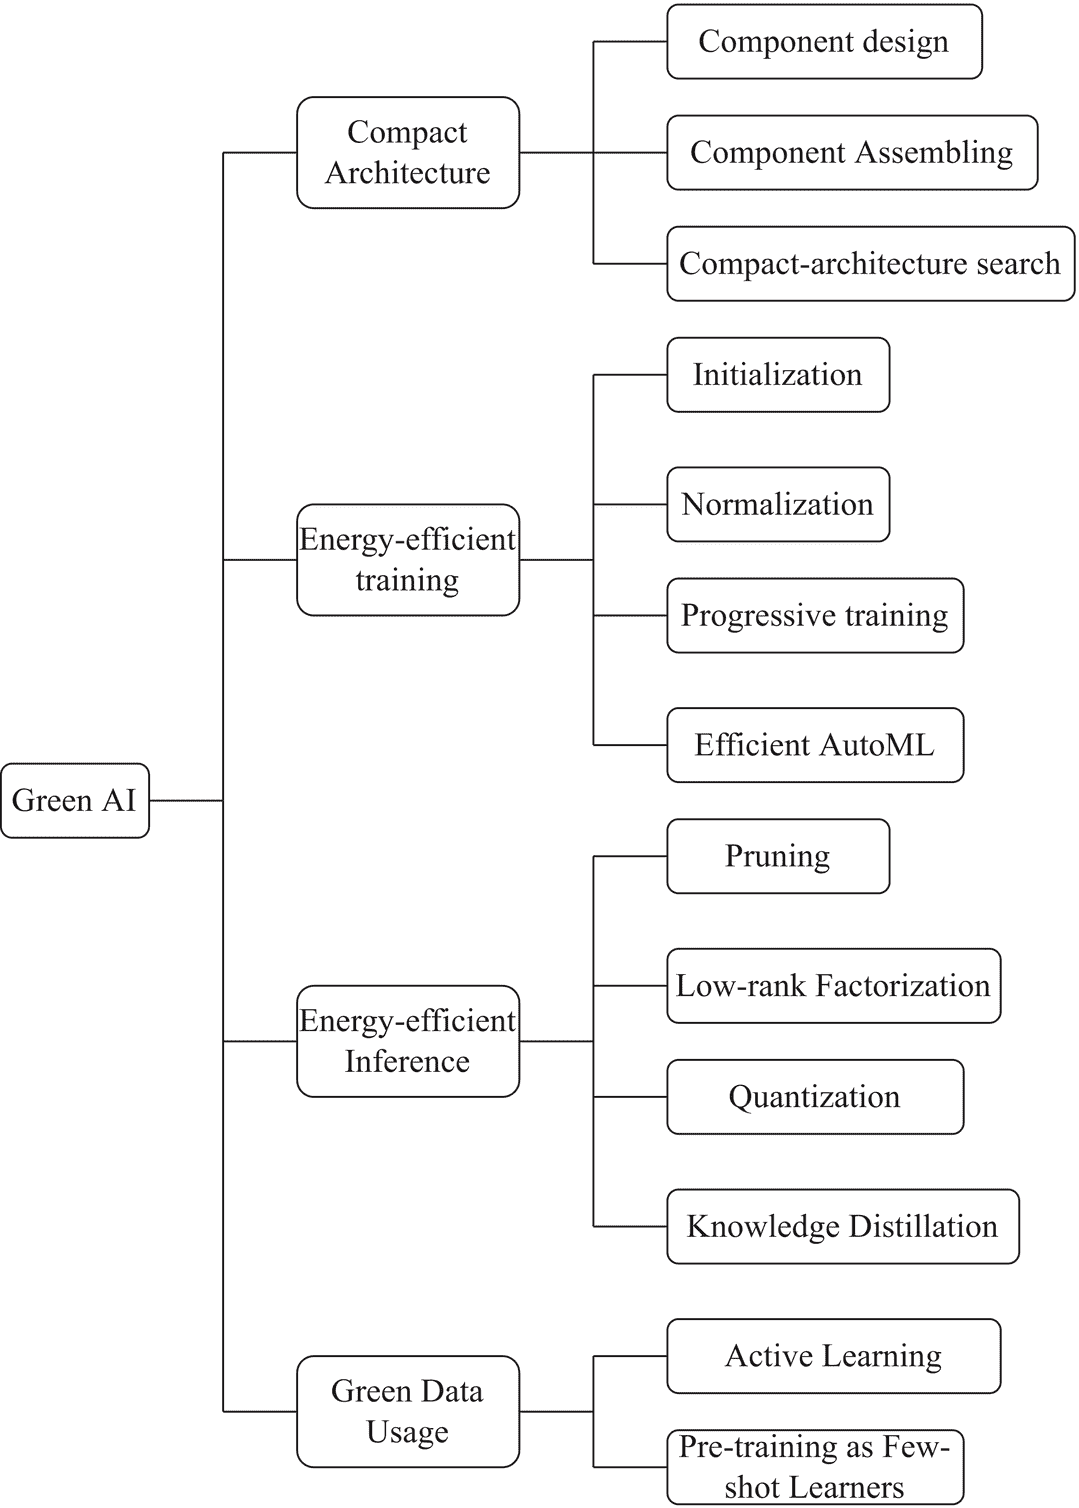 Green AI
Compact
Architecture
Component design
Component Assembling
Compact-architecture search
Energy-efficient
training
Initialization
Normalization
Progressive training
Efficient AutoML
Energy-efficient
Inference
Pruning
Low-rank Factorization
Quantization
Knowledge Distillation
Green Data
Usage
Active Learning
Pre-training as Few-
shot Learners